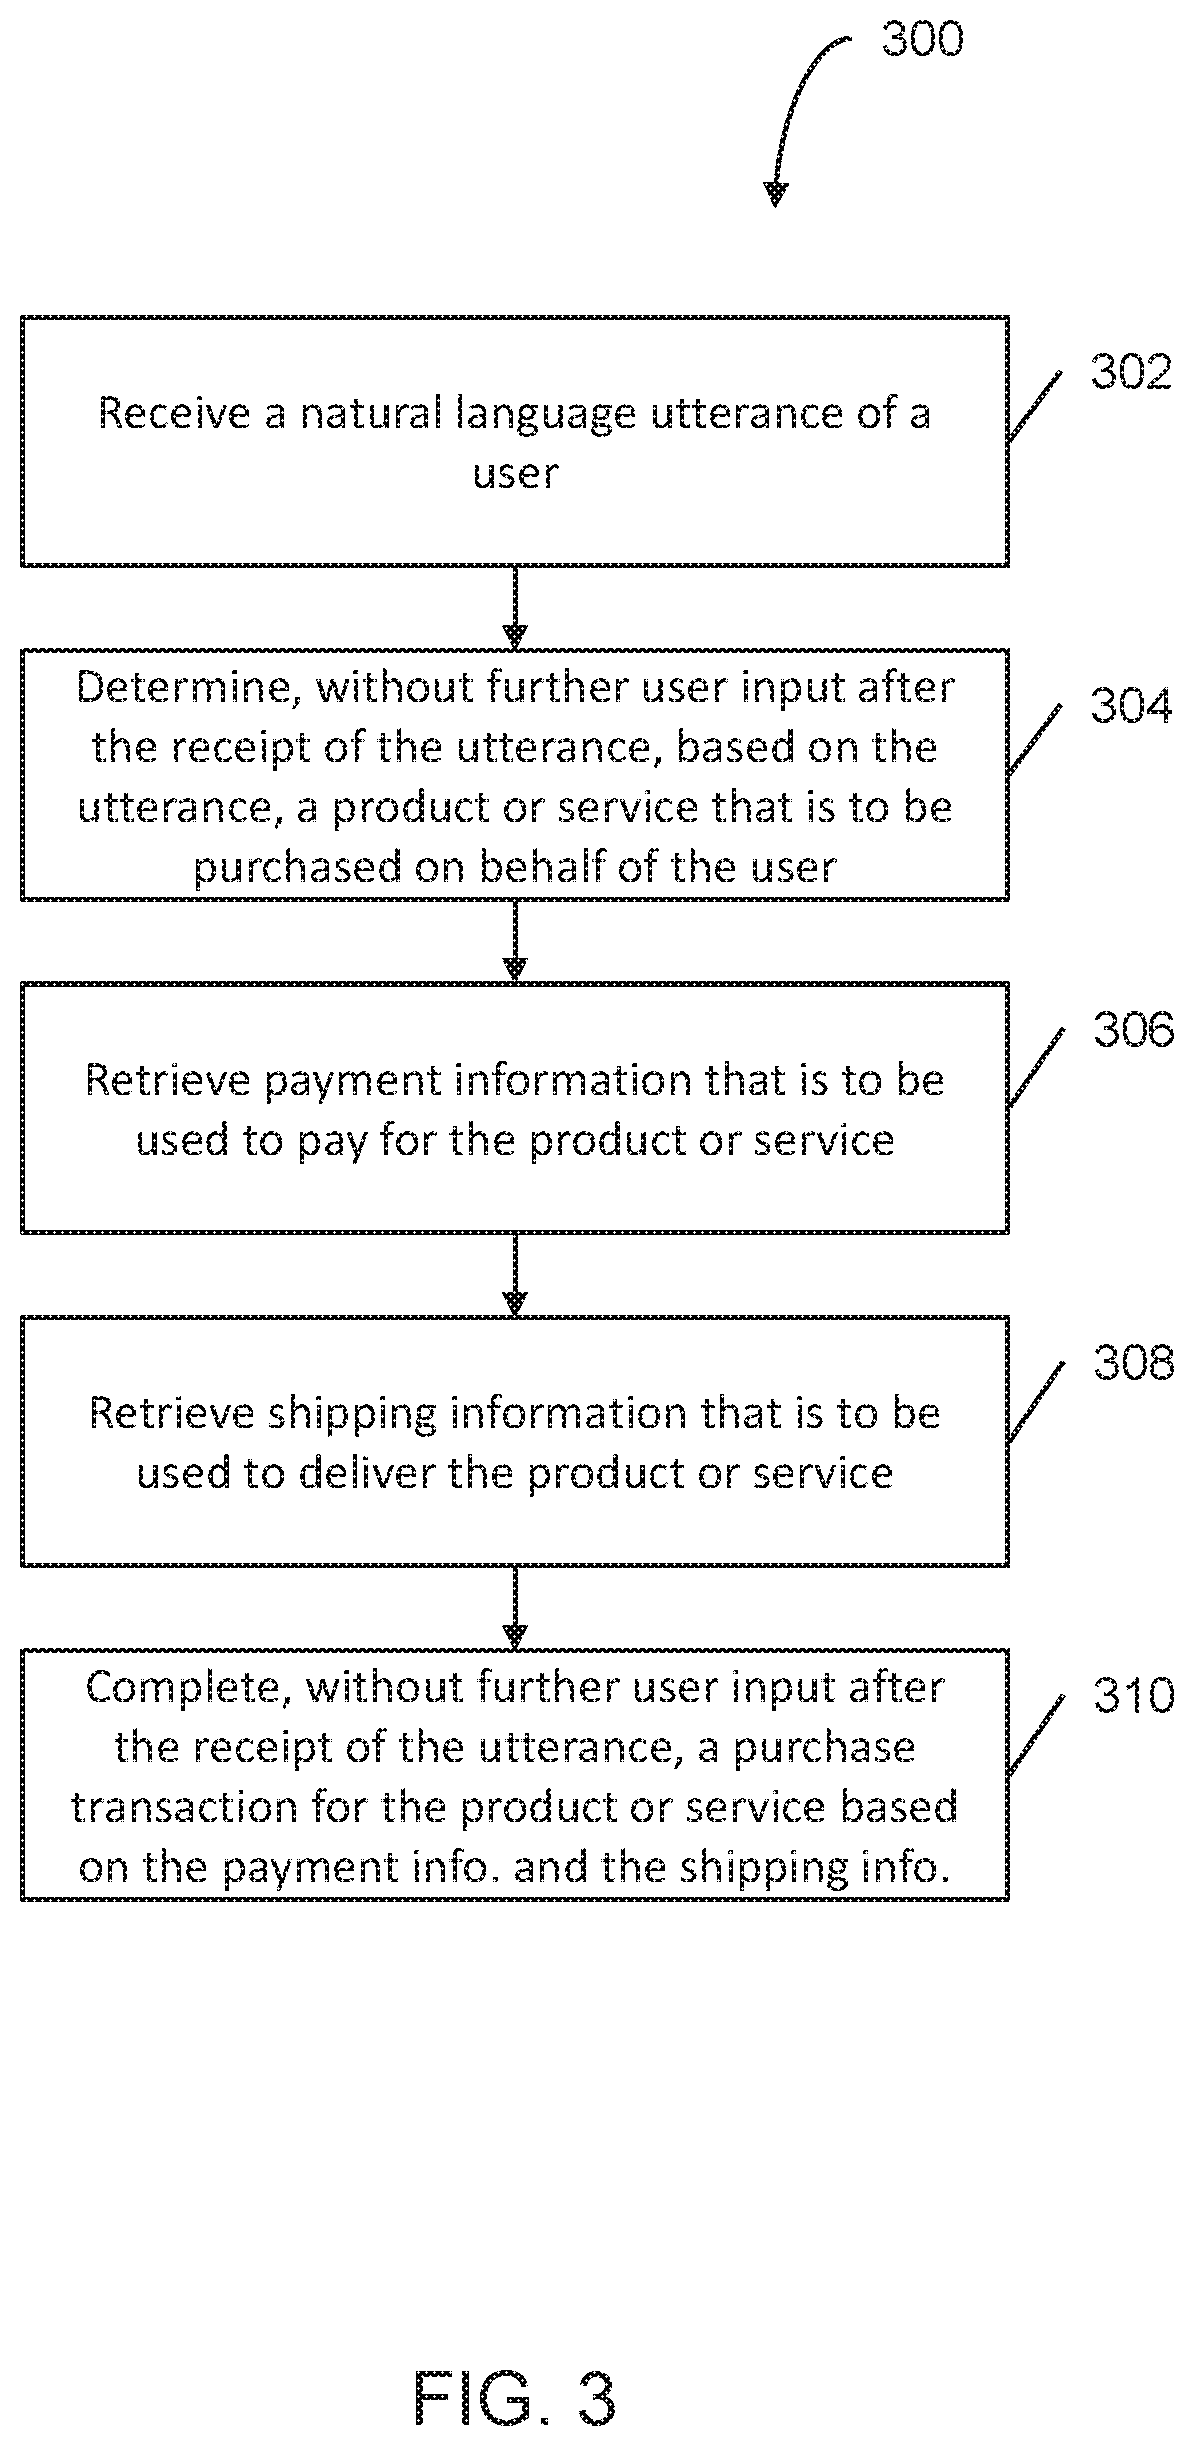 300
302
Receive a natural language utterance of a
user
304
Determine, without further user input after
the receipt of the utterance, based on the
utterance, a product or service that is to be
purchased on behalf of the user
306
Retrieve payment information that is to be
used to pay for the product or service
308
Retrieve shipping information that is to be
used to deliver the product or service
310
Complete, without further user input after
the receipt of the utterance, a purchase
transaction for the product or service based
on the payment info. and the shipping info.
FIG. 3